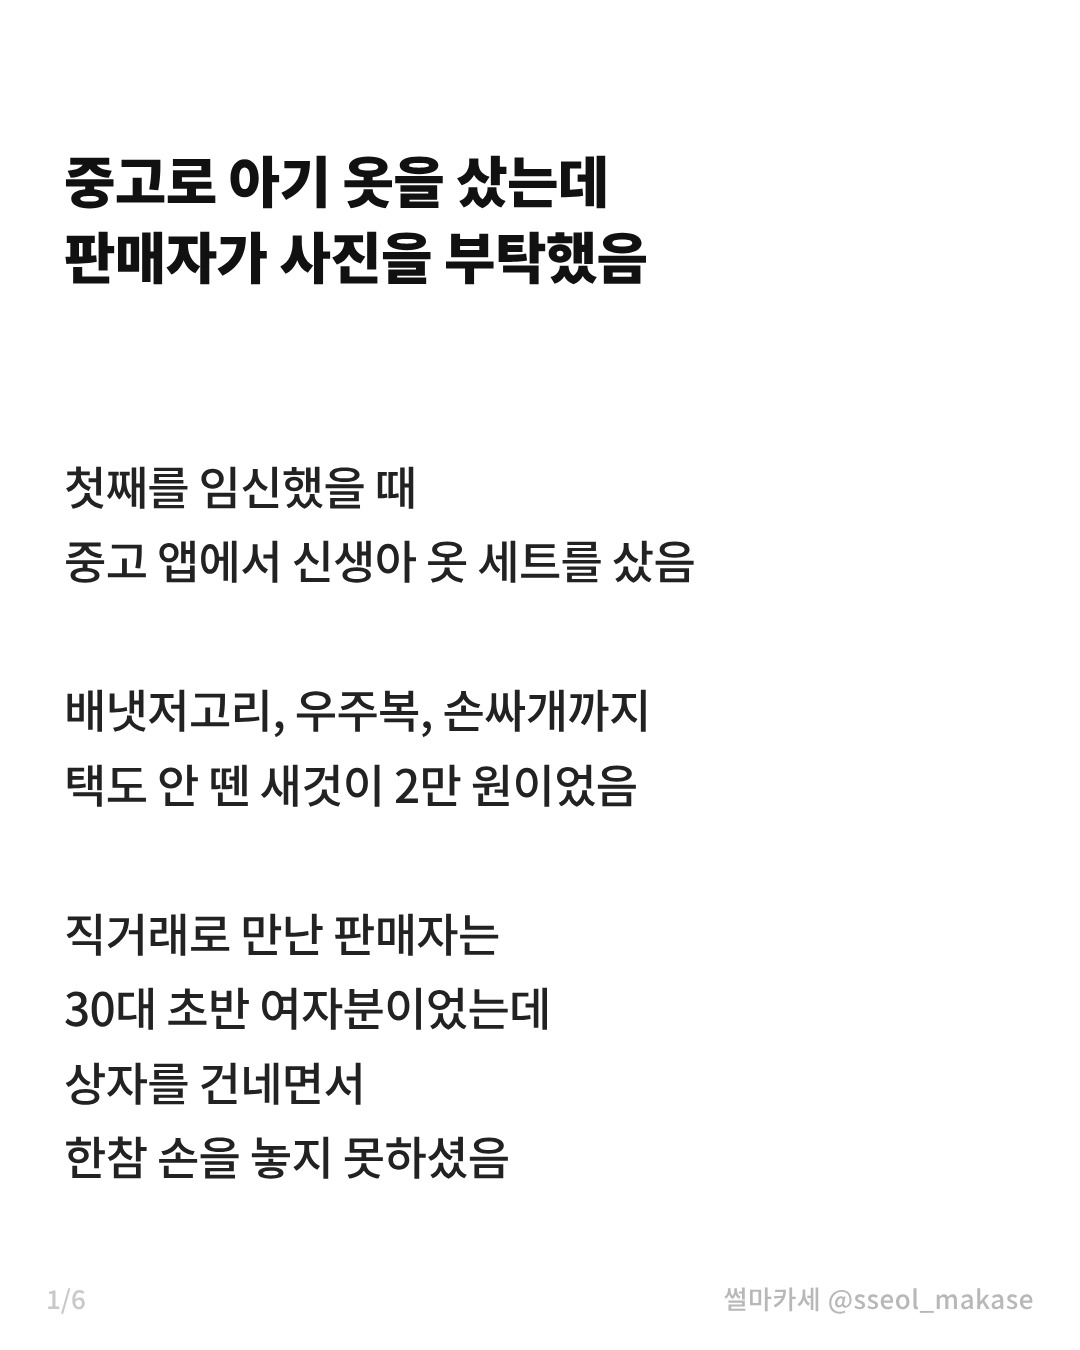 중고로 아기 옷을 샀는데
판매자가 사진을 부탁했음
첫째를 임신했을 때
중고 앱에서 신생아 옷 세트를 샀음
배냇저고리, 우주복, 손싸개까지
택도 안 뗀 새것이 2만 원이었음
직거래로 만난 판매자는
30대 초반 여자분이었는데
상자를 건네면서
한참 손을 놓지 못하셨음
1/6
썰마카세 @sseol_makase